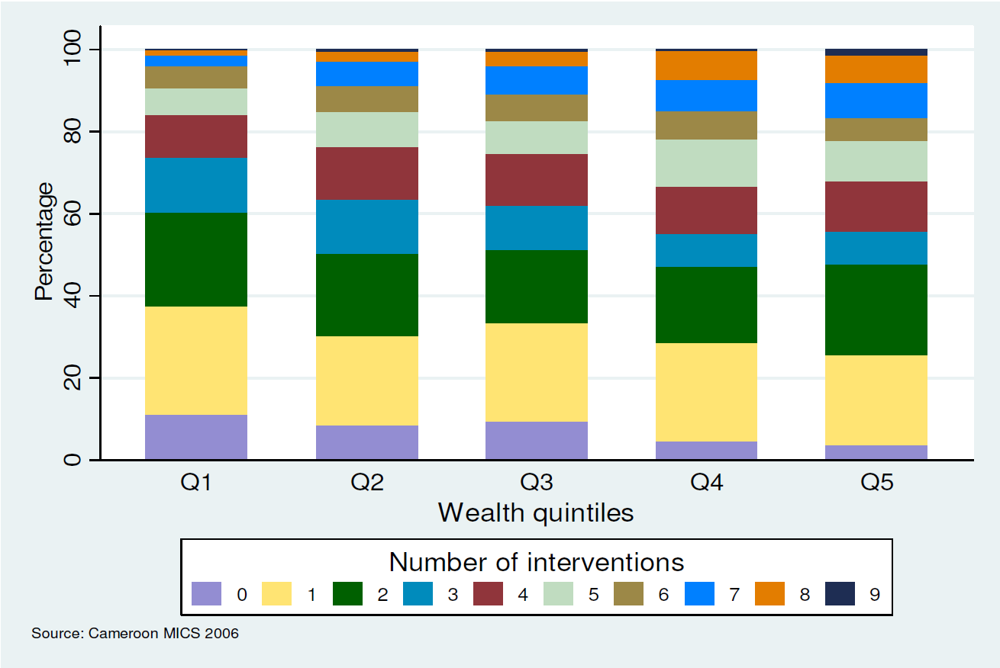 100
80
60
40
20
0
Percentage
Q1 Q2 Q3 Q4 Q5
Wealth quintiles
Number of interventions
0 1 2 3 4 5 6 7 8 9
Source: Cameroon MICS 2006